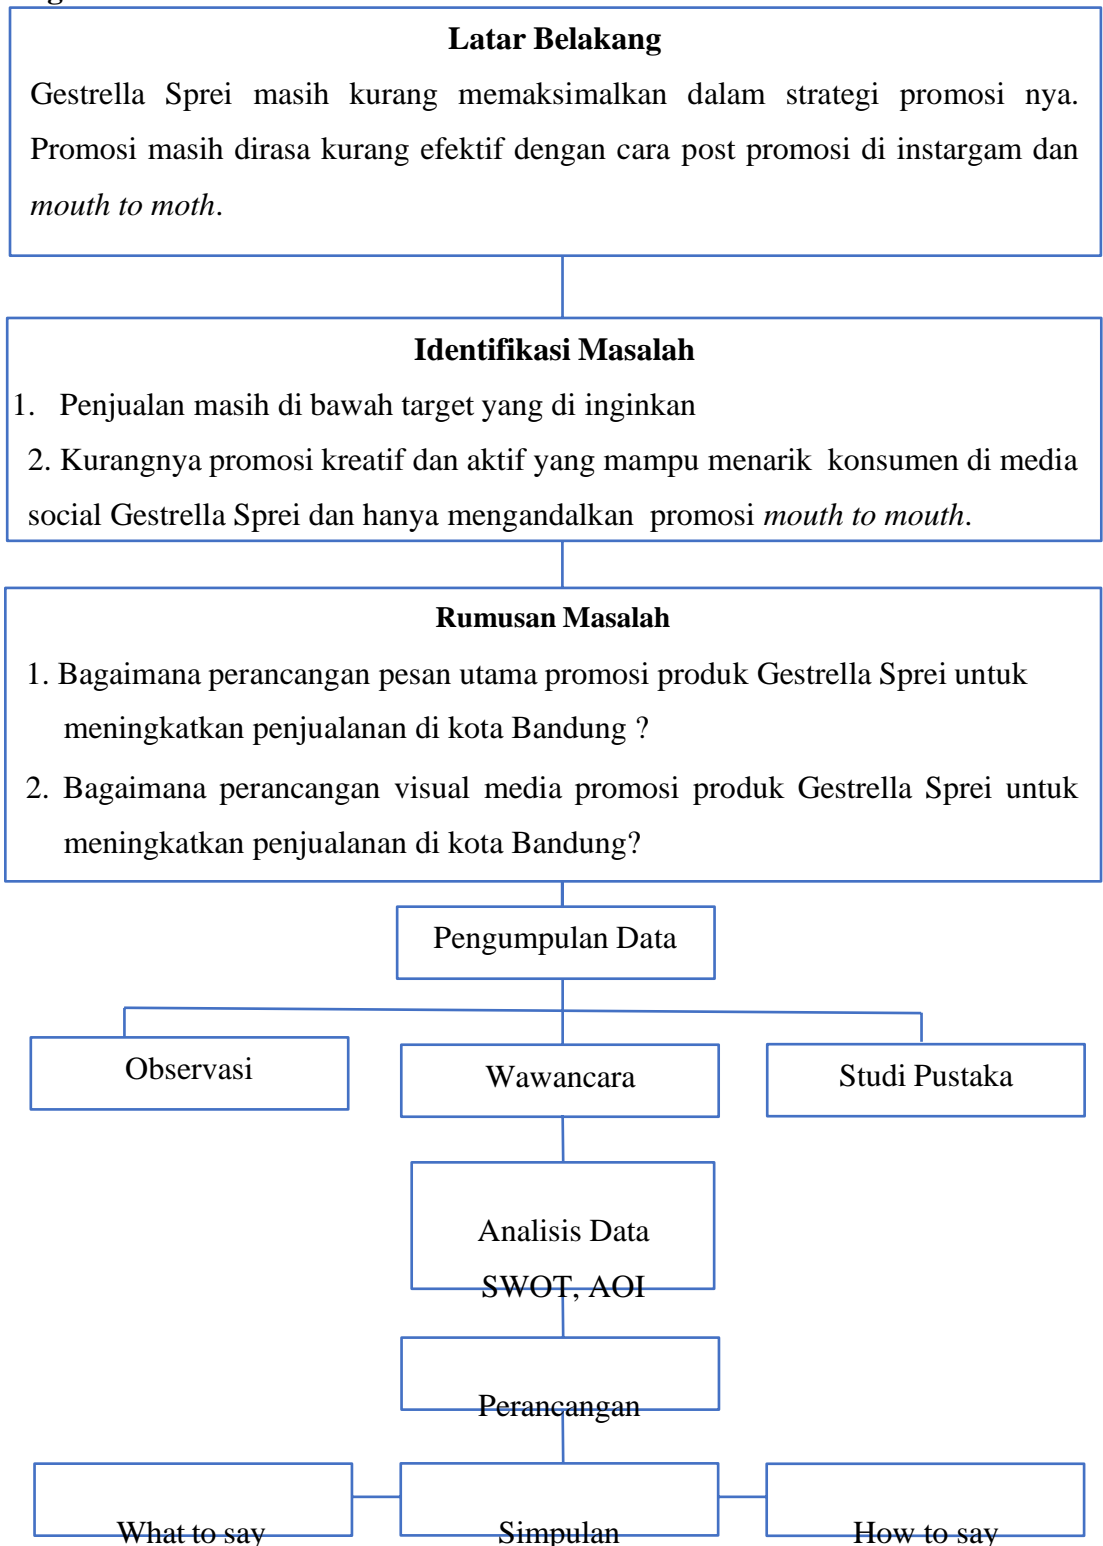 Latar Belakang
Gestrella Sprei masih kurang memaksimalkan dalam strategi promosi nya.
Promosi masih dirasa kurang efektif dengan cara post promosi di instargam dan
mouth to moth.
Identifikasi Masalah
1. Penjualan masih di bawah target yang di inginkan
2. Kurangnya promosi kreatif dan aktif yang mampu menarik konsumen di media
social Gestrella Sprei dan hanya mengandalkan promosi mouth to mouth.
Rumusan Masalah
1. Bagaimana perancangan pesan utama promosi produk Gestrella Sprei untuk
meningkatkan penjualanan di kota Bandung ?
2. Bagaimana perancangan visual media promosi produk Gestrella Sprei untuk
meningkatkan penjualanan di kota Bandung?
Pengumpulan Data
Observasi
Wawancara
Studi Pustaka
Analisis Data
SWOT, AOI
Perancangan
What to say
Simpulan
How to say